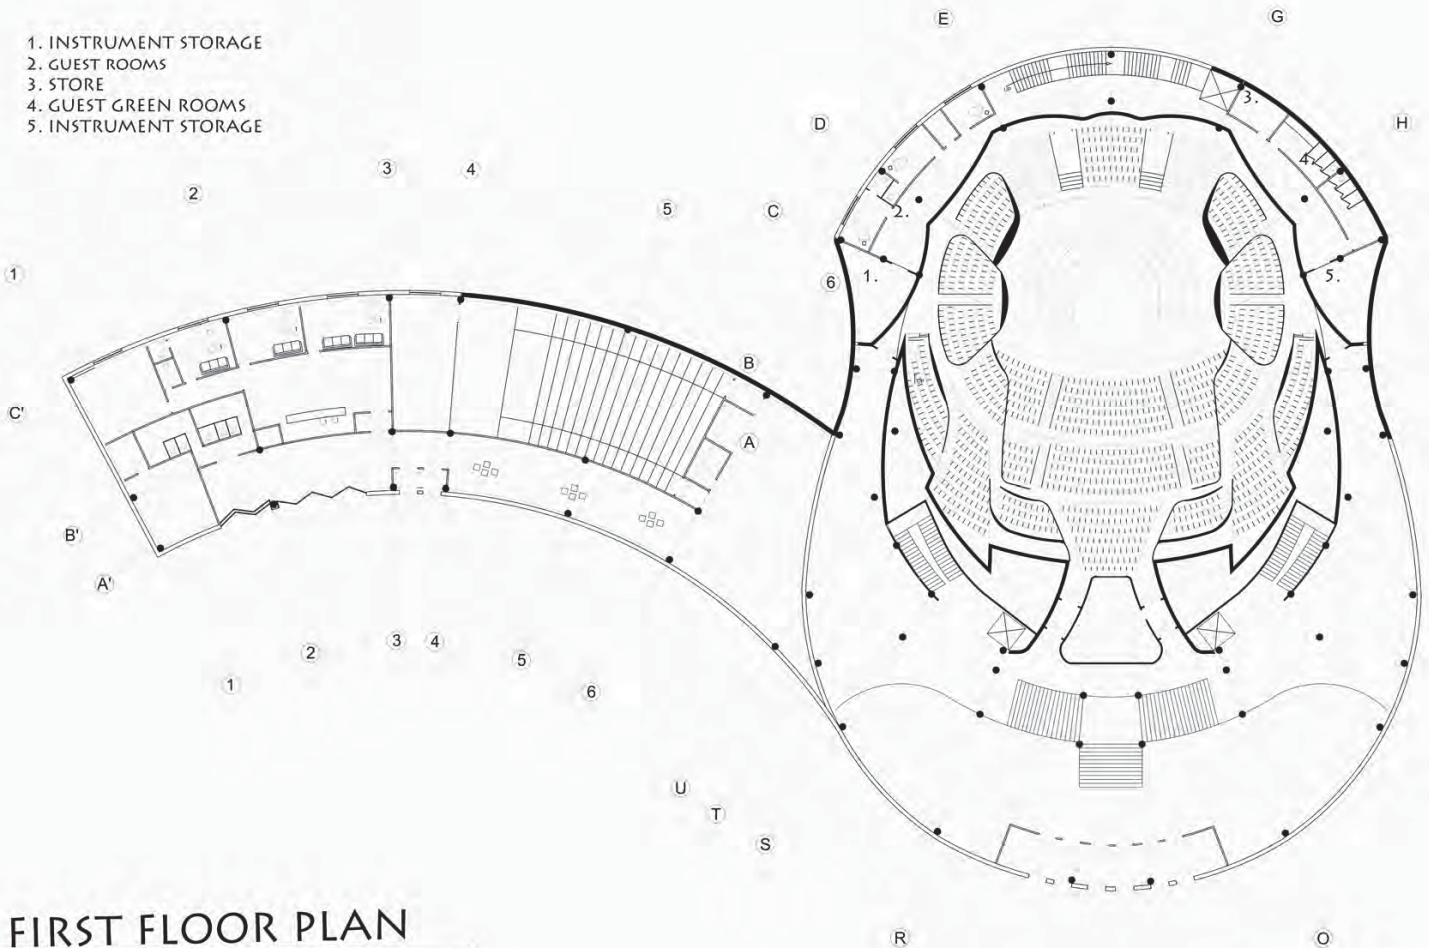 1. INSTRUMENT STORAGE
2. GUEST ROOMS
3. STORE
4. GUEST GREEN ROOMS
5. INSTRUMENT STORAGE
E
G
D
H
3
4
2
5
C
1
6
B
C'
A
B'
A'
3.
4.
2.
1.
5.
3
4
2
5
1
6
U
T
S
FIRST FLOOR PLAN
R
O